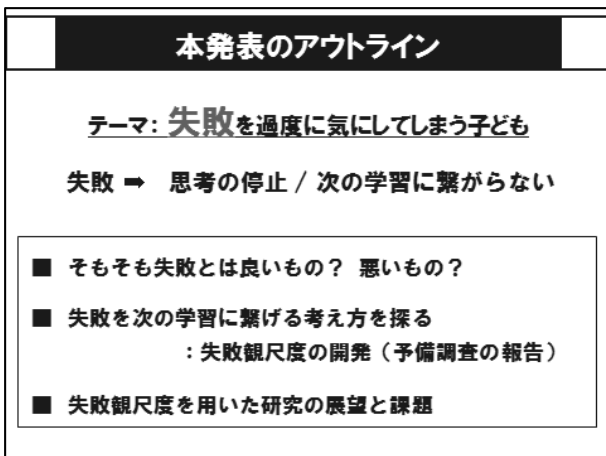 本発表のアウトライン
テーマ: 失敗を過度に気にしてしまう子ども
失敗 ➡ 思考の停止 / 次の学習に繋がらない
■ そもそも失敗とは良いもの？ 悪いもの？
■ 失敗を次の学習に繋げる考え方を探る
：失敗観尺度の開発（予備調査の報告）
■ 失敗観尺度を用いた研究の展望と課題